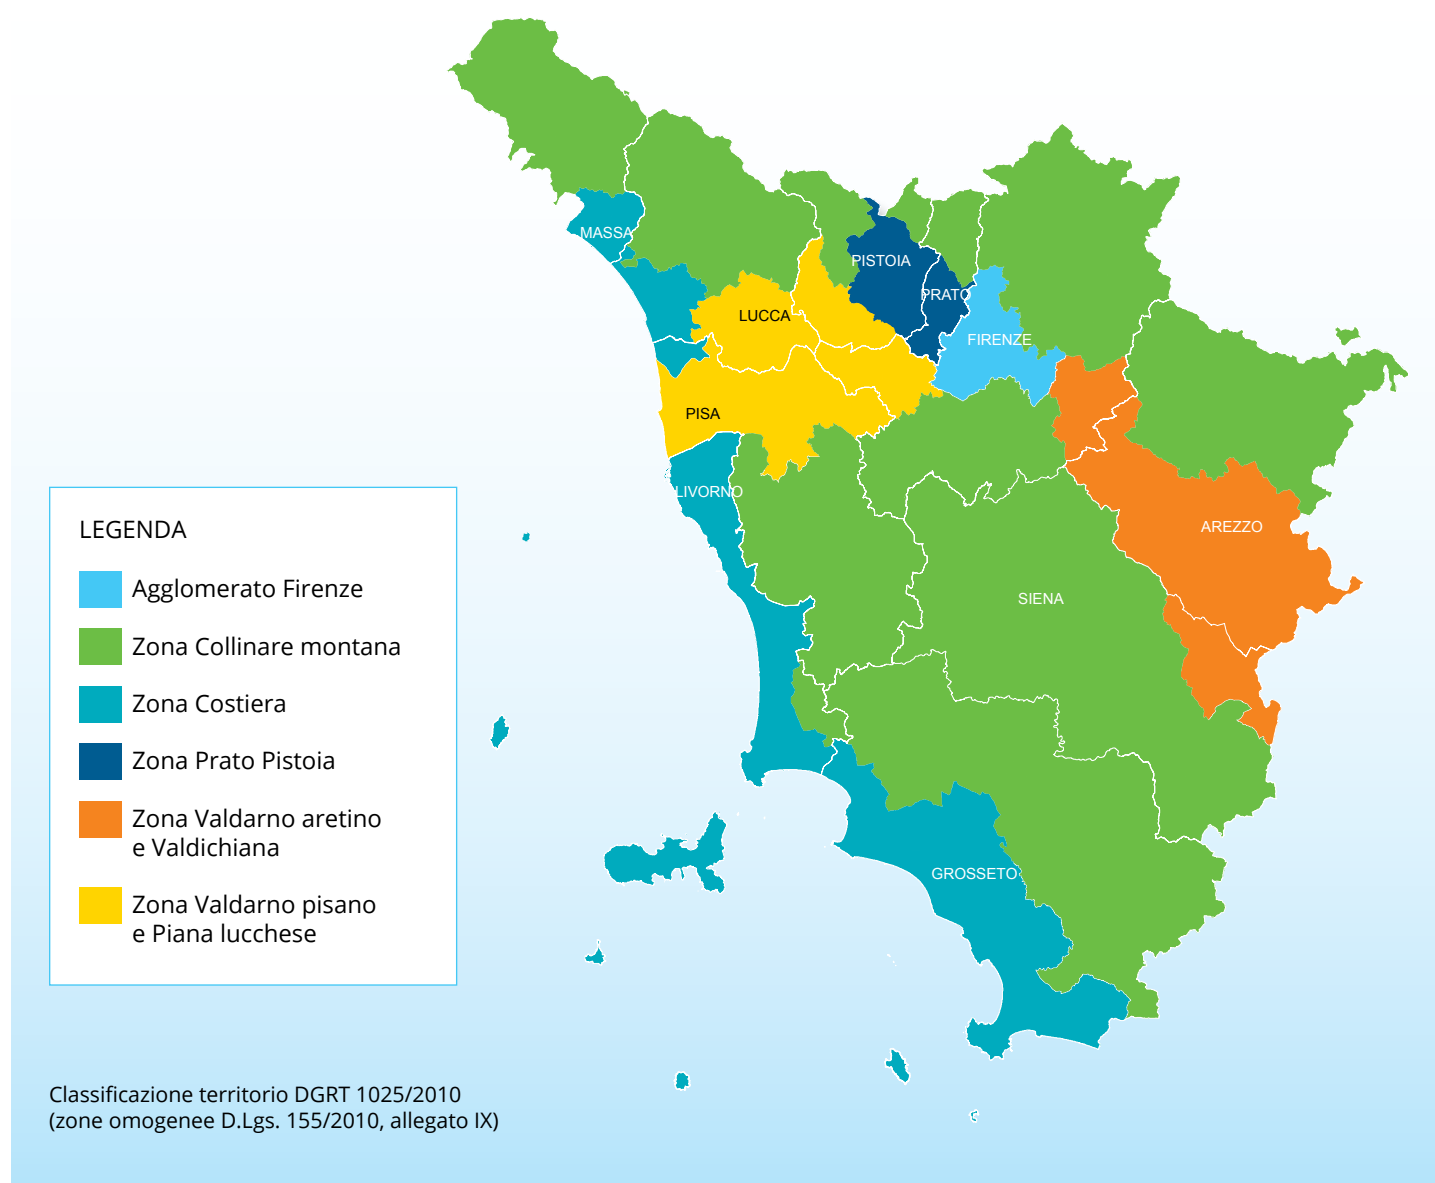 MASSA
PISTOIA
PRATO
LUCCA
FIRENZE
PISA
LIVORNO
AREZZO
SIENA
GROSSETO
LEGENDA
Agglomerato Firenze
Zona Collinare montana
Zona Costiera
Zona Prato Pistoia
Zona Valdarno aretino
e Valdichiana
Zona Valdarno pisano
e Piana lucchese
Classificazione territorio DGRT 1025/2010
(zone omogenee D.Lgs. 155/2010, allegato IX)